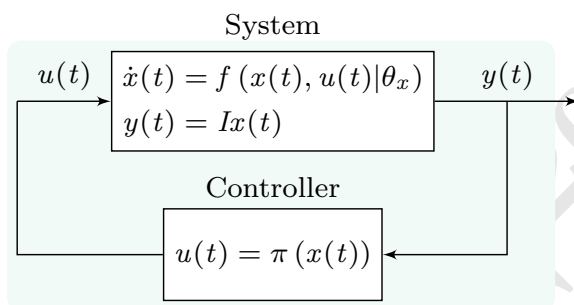 System
u(t)
ẋ(t) = f (x(t), u(t)|θₓ)
y(t)
y(t) = Ix(t)
Controller
u(t) = π (x(t))